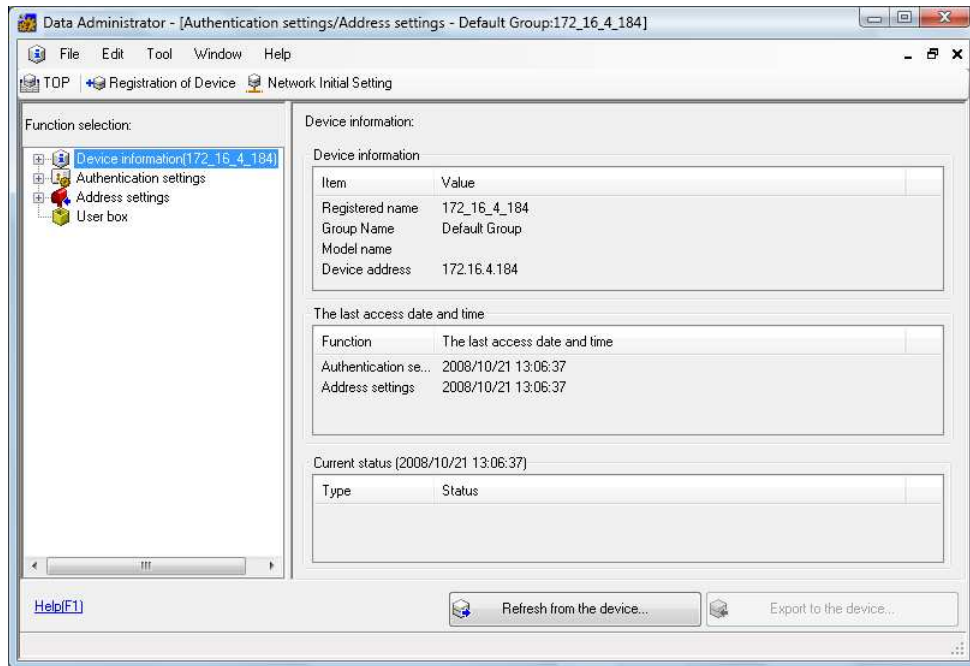 Data Administrator - [Authentication settings/Address settings - Default Group:172_16_4_184]
File Edit Tool Window Help
TOP Registration of Device Network Initial Setting
Function selection:
Device information(172_16_4_184)
Authentication settings
Address settings
User box
Device information:
Device information
Item Value
Registered name 172_16_4_184
Group Name Default Group
Model name
Device address 172.16.4.184
The last access date and time
Function The last access date and time
Authentication se... 2008/10/21 13:06:37
Address settings 2008/10/21 13:06:37
Current status (2008/10/21 13:06:37)
Type Status
Help(F1)
Refresh from the device...
Export to the device...